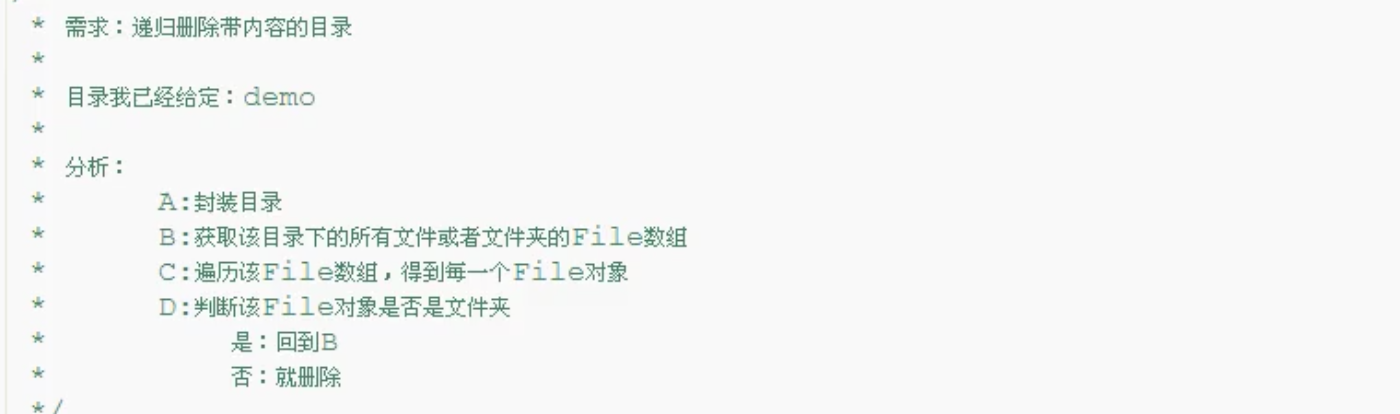 * 需求：递归删除带内容的目录
*
* 目录我已经给定：demo
*
* 分析：
* A:封装目录
* B:获取该目录下的所有文件或者文件夹的File数组
* C:遍历该File数组，得到每一个File对象
* D:判断该File对象是否是文件夹
* 是：回到B
* 否：就删除
*/